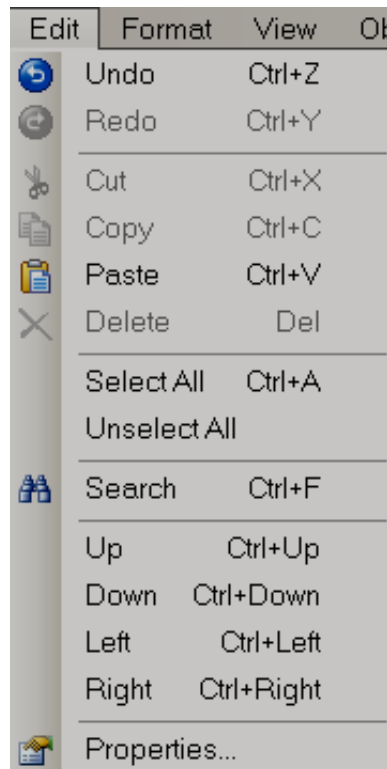 Edit Format View
Undo Ctrl+Z
Redo Ctrl+Y
Cut Ctrl+X
Copy Ctrl+C
Paste Ctrl+V
Delete Del
Select All Ctrl+A
Unselect All
Search Ctrl+F
Up Ctrl+Up
Down Ctrl+Down
Left Ctrl+Left
Right Ctrl+Right
Properties...